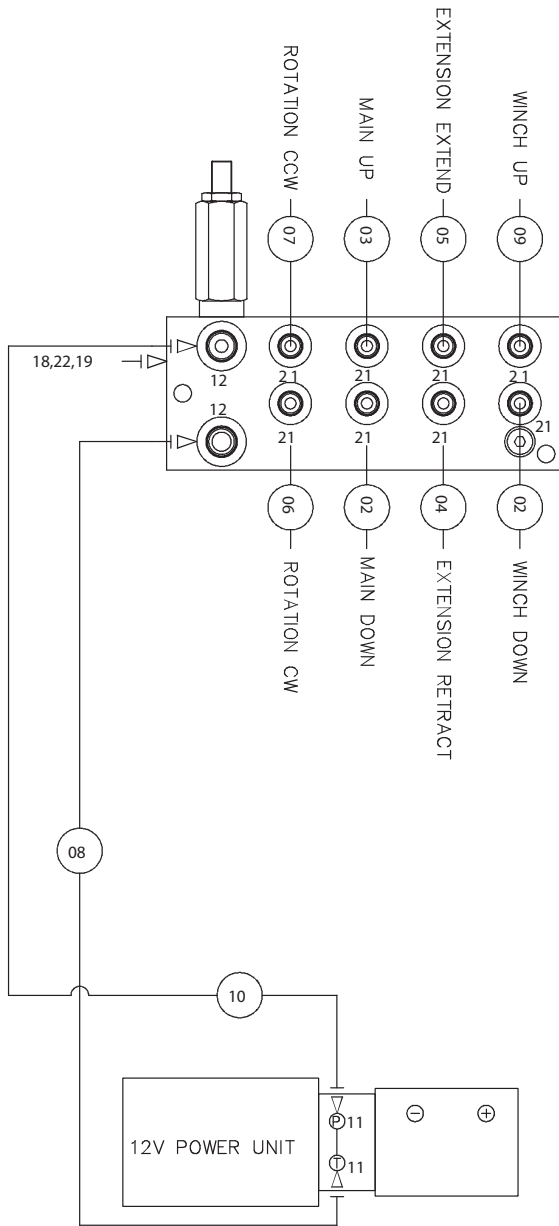 ROTATION CCW
MAIN UP
EXTENSION EXTEND
WINCH UP
07
03
05
09
18,22,19
12
21
21
21
21
12
21
21
21
21
06
02
04
02
ROTATION CW
MAIN DOWN
EXTENSION RETRACT
WINCH DOWN
08
10
P 11
T 11
12V POWER UNIT
- +